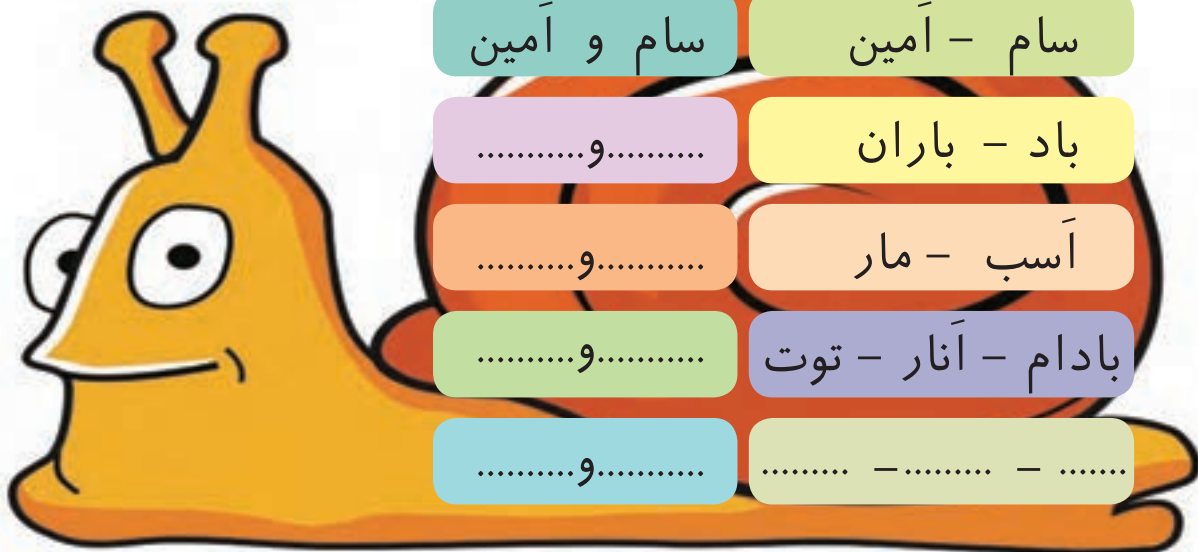 سام – اَمین سام و اَمین
باد – باران ..........و...........
اَسب – مار ...........و..........
بادام – اَنار – توت ...........و..........
....... – ......... – ......... ...........و..........